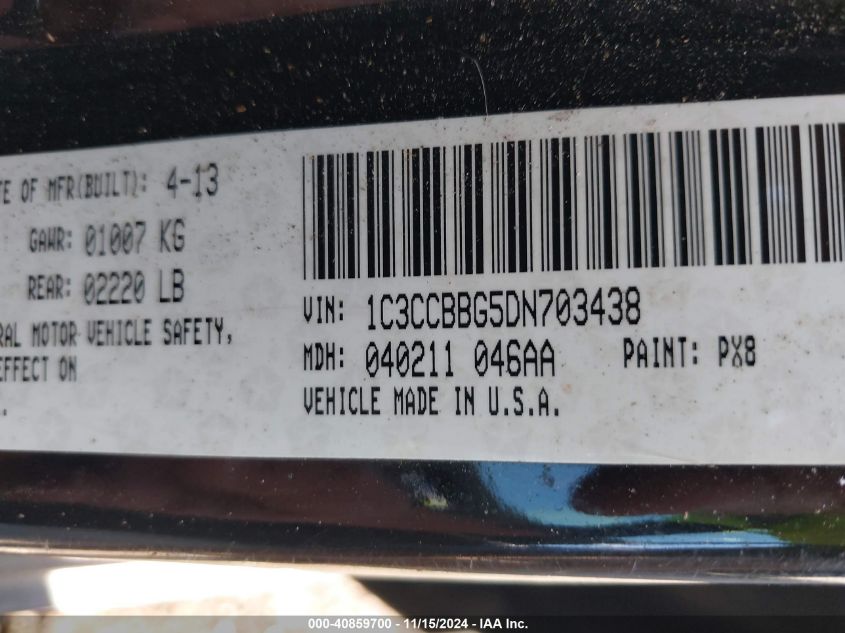 TE OF MFR(BUILT): 4-13
GAWR: 01007 KG
REAR: 02220 LB
RAL MOTOR VEHICLE SAFETY,
EFFECT ON
VIN: 1C3CCBBG5DN703438
MDH: 040211 046AA PAINT: PX8
VEHICLE MADE IN U.S.A.
000-40859700 - 11/15/2024 - IAA Inc.